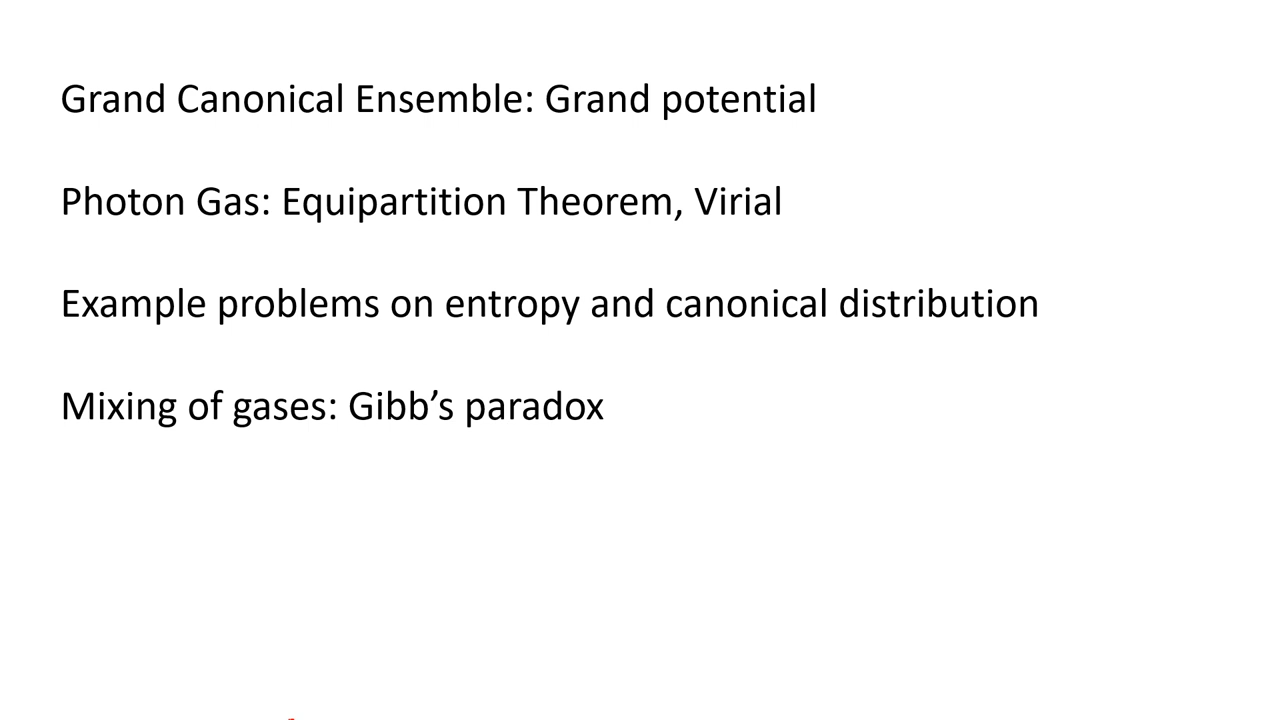 Grand Canonical Ensemble: Grand potential
Photon Gas: Equipartition Theorem, Virial
Example problems on entropy and canonical distribution
Mixing of gases: Gibb’s paradox